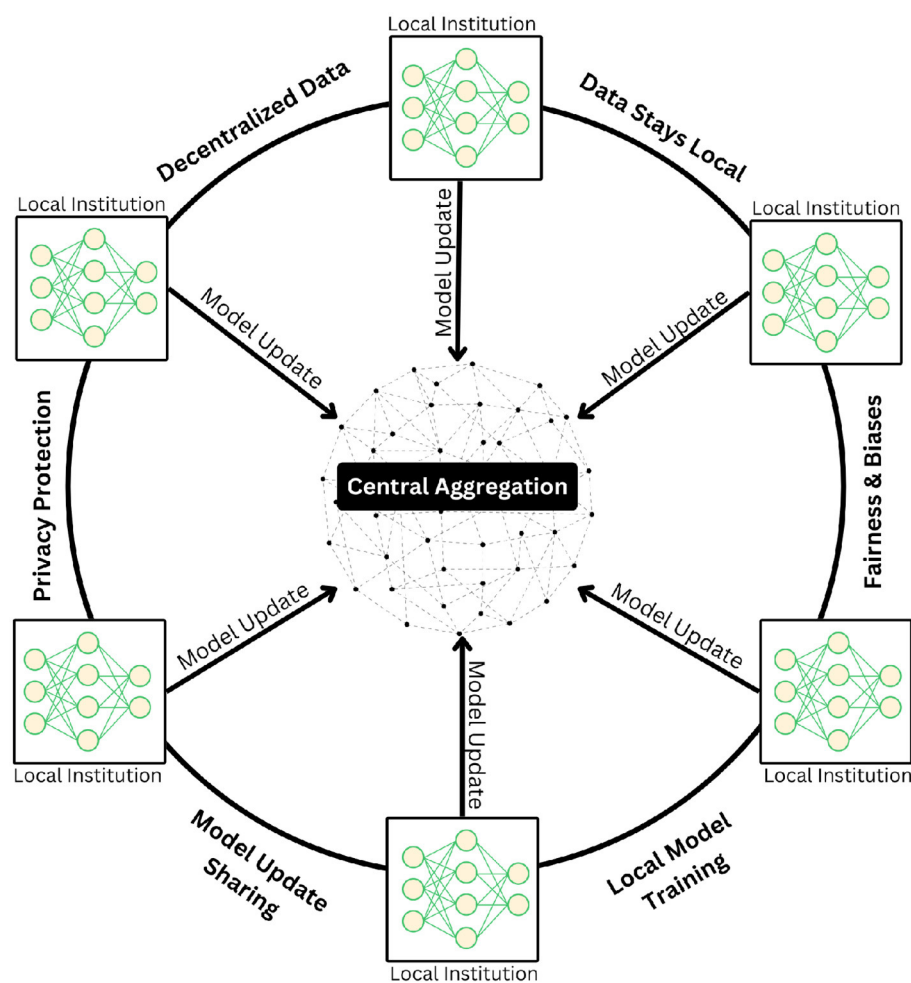 Local Institution
Decentralized Data
Data Stays Local
Local Institution
Local Institution
Model Update
Model Update
Model Update
Central Aggregation
Privacy Protection
Fairness & Biases
Model Update
Model Update
Model Update
Local Institution
Local Institution
Model Update
Sharing
Local Model
Training
Local Institution